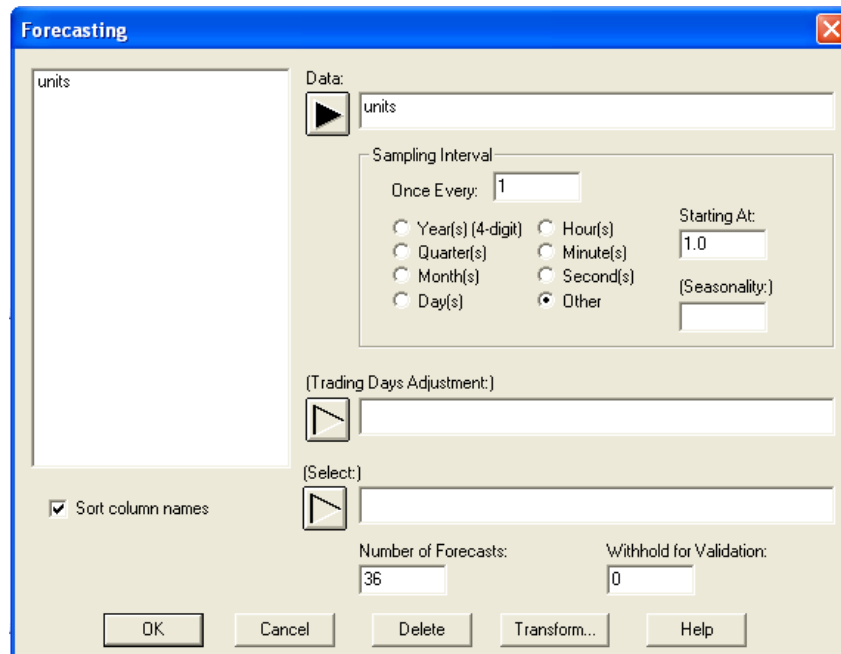 Forecasting
units
Data:
units
Sampling Interval
Once Every: 1
Year(s) (4-digit)
Hour(s)
Starting At:
Quarter(s)
Minute(s)
1.0
Month(s)
Second(s)
(Seasonality:)
Day(s)
Other
(Trading Days Adjustment:)
(Select:)
Sort column names
Number of Forecasts:
Withhold for Validation:
36
0
OK
Cancel
Delete
Transform...
Help